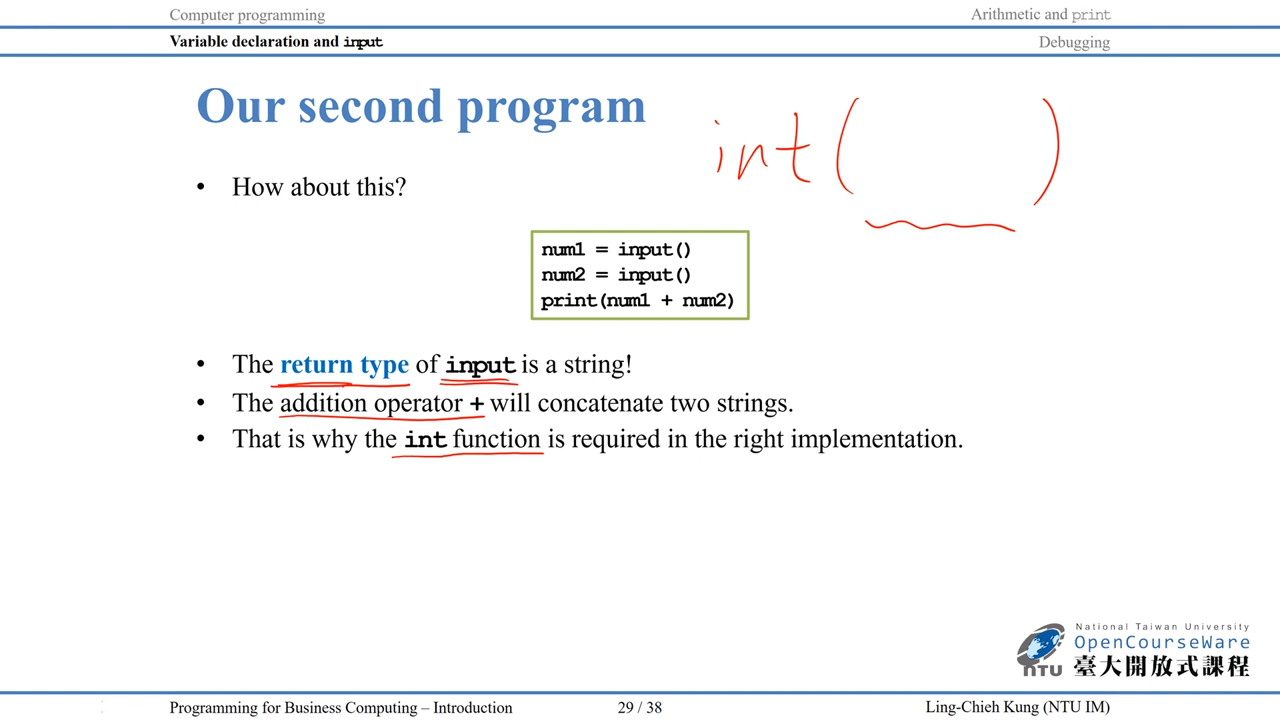 Computer programming
Arithmetic and print
Variable declaration and input
Debugging
Our second program
int( )
• How about this?
num1 = input()
num2 = input()
print(num1 + num2)
• The return type of input is a string!
• The addition operator + will concatenate two strings.
• That is why the int function is required in the right implementation.
National Taiwan University
OpenCourseWare
臺大開放式課程
NTU
Programming for Business Computing – Introduction
29 / 38
Ling-Chieh Kung (NTU IM)